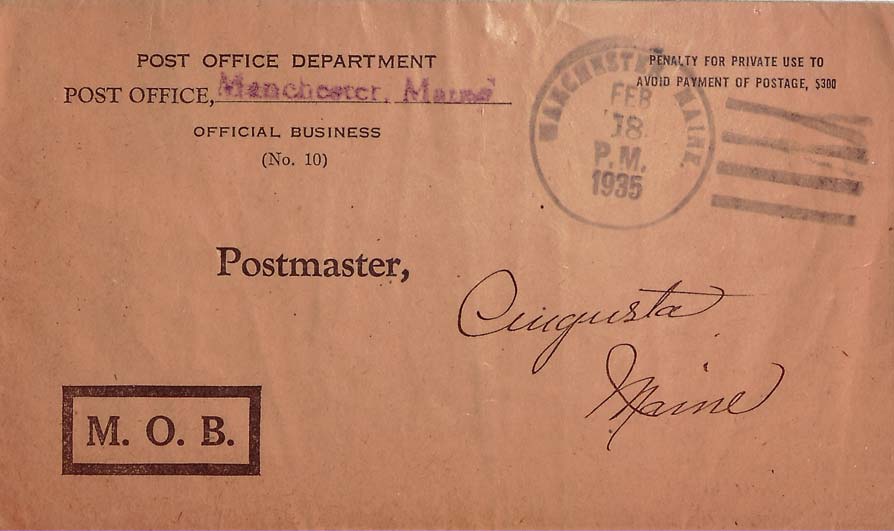 POST OFFICE DEPARTMENT
POST OFFICE, Manchester, Maine
OFFICIAL BUSINESS
(No. 10)
PENALTY FOR PRIVATE USE TO
AVOID PAYMENT OF POSTAGE, $300
MANCHESTER MAINE.
FEB
18
P.M.
1935
Postmaster,
Augusta
Maine
M. O. B.